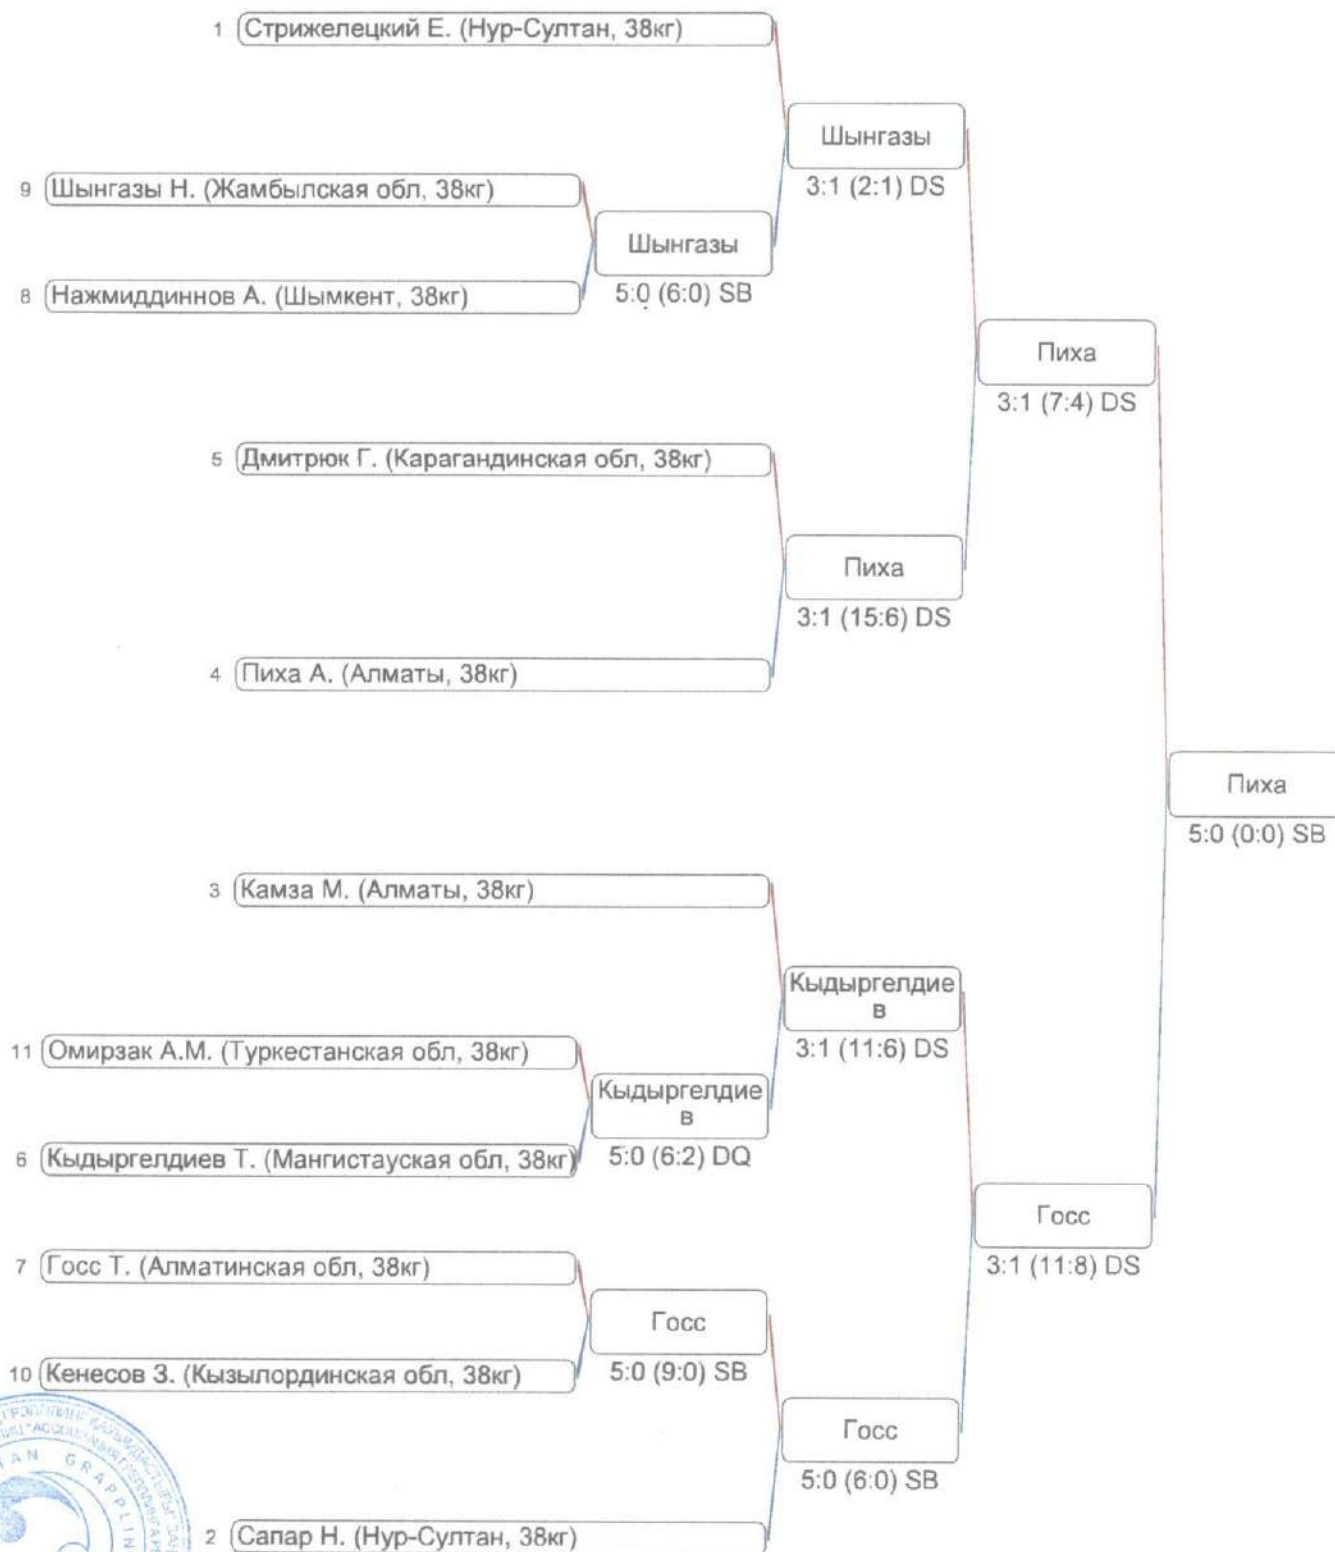 1 Стрижелецкий Е. (Нур-Султан, 38кг)
Шынгазы
3:1 (2:1) DS
9 Шынгазы Н. (Жамбылская обл, 38кг)
Шынгазы
5:0 (6:0) SB
8 Нажмиддиннов А. (Шымкент, 38кг)
Пиха
3:1 (7:4) DS
5 Дмитрюк Г. (Карагандинская обл, 38кг)
Пиха
3:1 (15:6) DS
4 Пиха А. (Алматы, 38кг)
Пиха
5:0 (0:0) SB
3 Камза М. (Алматы, 38кг)
Кыдыргелдие
в
3:1 (11:6) DS
11 Омирзак А.М. (Туркестанская обл, 38кг)
Кыдыргелдие
в
5:0 (6:2) DQ
6 Кыдыргелдиев Т. (Мангистауская обл, 38кг)
Госс
3:1 (11:8) DS
7 Госс Т. (Алматинская обл, 38кг)
Госс
5:0 (9:0) SB
10 Кенесов З. (Кызылординская обл, 38кг)
Госс
5:0 (6:0) SB
2 Сапар Н. (Нур-Султан, 38кг)